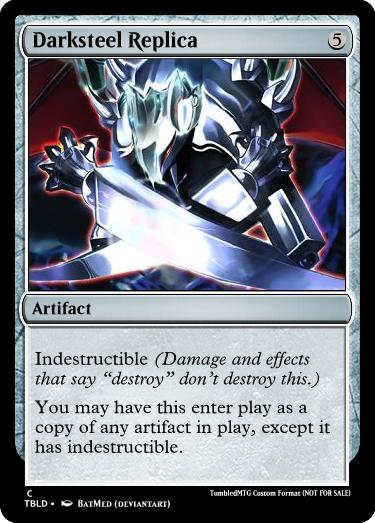 Darksteel Replica 5
Artifact
Indestructible (Damage and effects
that say “destroy” don’t destroy this.)
You may have this enter play as a
copy of any artifact in play, except it
has indestructible.
C
TBLD • BatMed (deviantart)
TumbledMTG Custom Format (NOT FOR SALE)